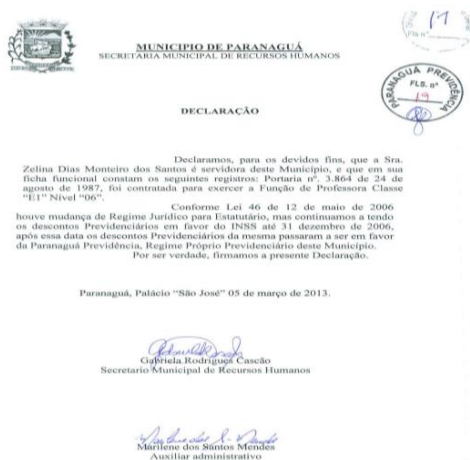 MUNICIPIO DE PARANAGUÁ
SECRETARIA MUNICIPAL DE RECURSOS HUMANOS
PARANAGUÁ PREVIDÊNCIA
FLS. nº
19
DECLARAÇÃO
Declaramos, para os devidos fins, que a Sra.
Zelina Dias Monteiro dos Santos é servidora deste Município, e que em sua
ficha funcional constam os seguintes registros: Portaria nº. 3.864 de 24 de
agosto de 1987, foi contratada para exercer a Função de Professora Classe
"E1" Nível "06".
Conforme Lei 46 de 12 de maio de 2006
houve mudança de Regime Jurídico para Estatutário, mas continuamos a tendo
os descontos Previdenciários em favor do INSS até 31 dezembro de 2006,
após essa data os descontos Previdenciários da mesma passaram a ser em favor
da Paranaguá Previdência, Regime Próprio Previdenciário deste Município.
Por ser verdade, firmamos a presente Declaração.
Paranaguá, Palácio "São José" 05 de março de 2013.
Gabriela Rodrigues Cascão
Secretario Municipal de Recursos Humanos
Marilene dos Santos Mendes
Auxiliar administrativo